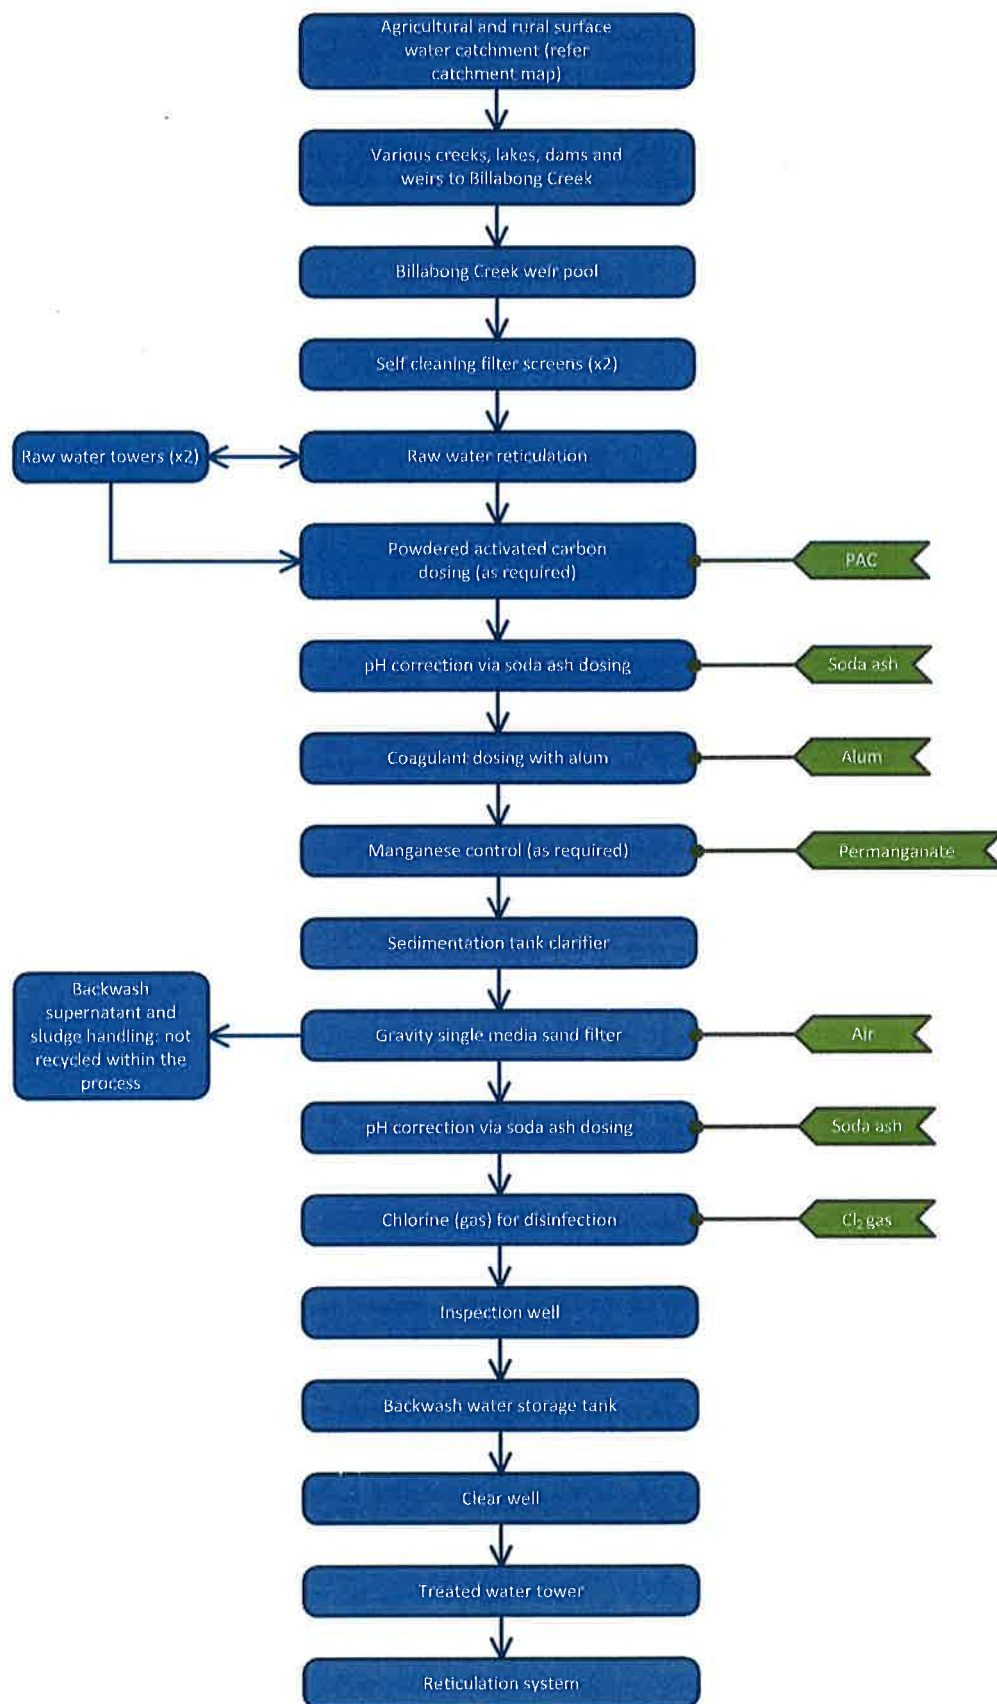 Agricultural and rural surface
water catchment (refer
catchment map)
Various creeks, lakes, dams and
weirs to Billabong Creek
Billabong Creek weir pool
Self cleaning filter screens (x2)
Raw water towers (x2)
Raw water reticulation
Powdered activated carbon
dosing (as required)
PAC
pH correction via soda ash dosing
Soda ash
Coagulant dosing with alum
Alum
Manganese control (as required)
Permanganate
Sedimentation tank clarifier
Backwash
supernatant and
sludge handling: not
recycled within the
process
Gravity single media sand filter
Air
pH correction via soda ash dosing
Soda ash
Chlorine (gas) for disinfection
Cl₂ gas
Inspection well
Backwash water storage tank
Clear well
Treated water tower
Reticulation system